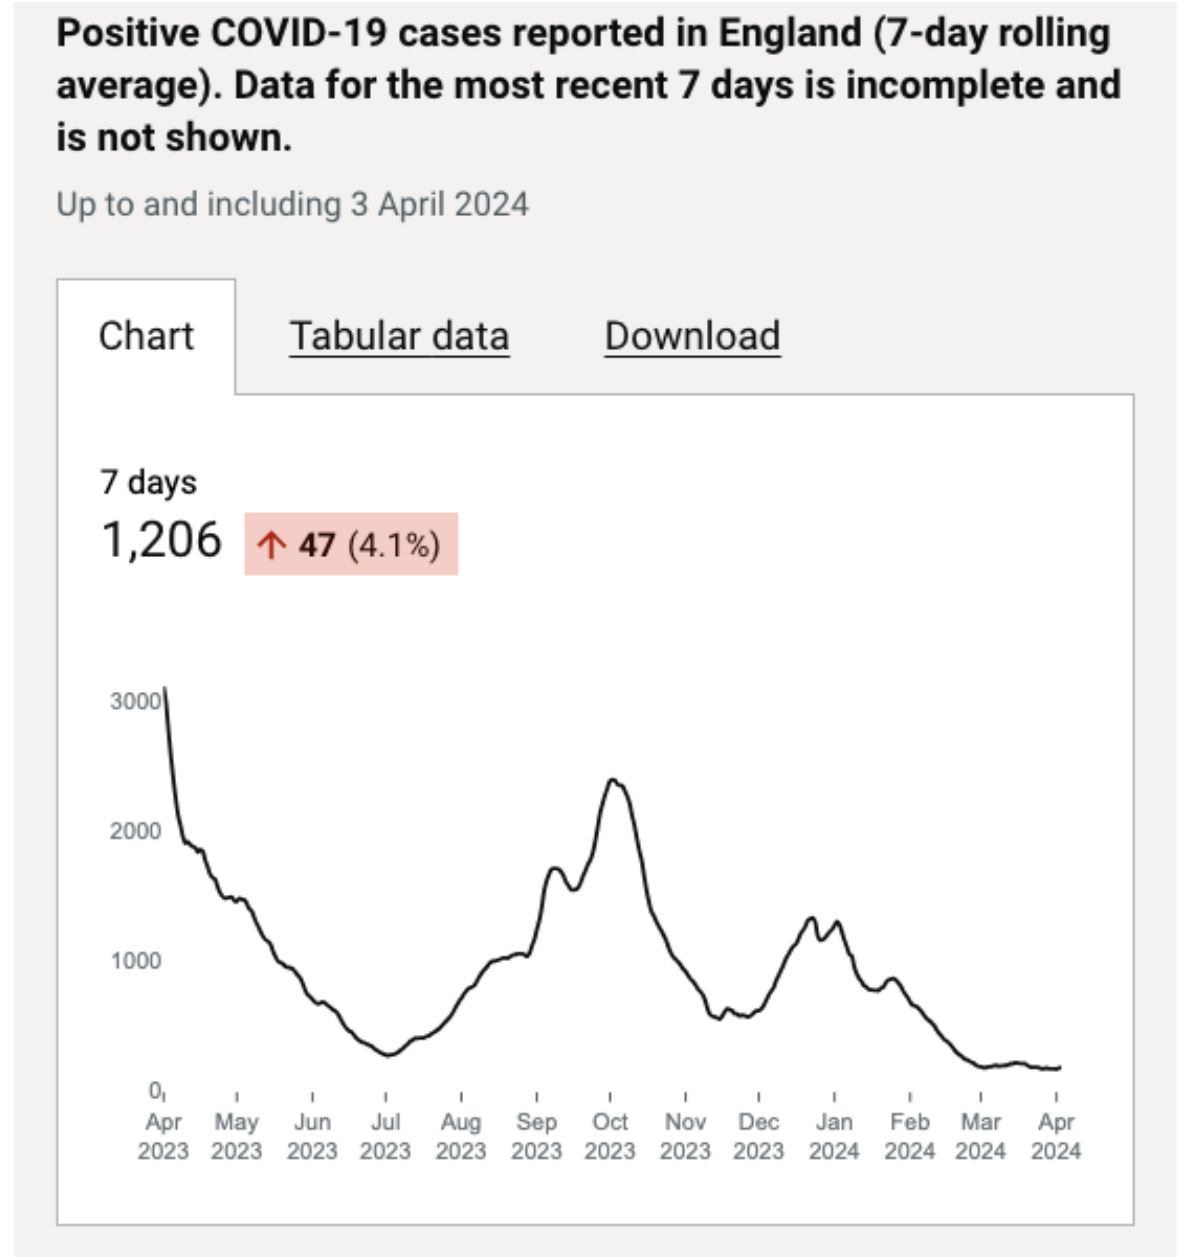 Positive COVID-19 cases reported in England (7-day rolling
average). Data for the most recent 7 days is incomplete and
is not shown.
Up to and including 3 April 2024
Chart
Tabular data
Download
7 days
1,206 ↑ 47 (4.1%)
3000
2000
1000
0
Apr May Jun Jul Aug Sep Oct Nov Dec Jan Feb Mar Apr
2023 2023 2023 2023 2023 2023 2023 2023 2023 2024 2024 2024 2024